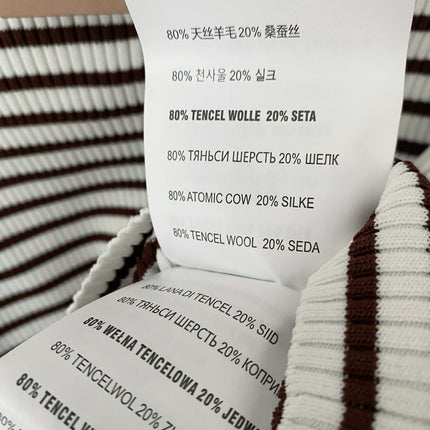 80% 天丝羊毛 20% 桑蚕丝
80% 천사울 20% 실크
80% TENCEL WOLLE 20% SETA
80% ТЯНЬСИ ШЕРСТЬ 20% ШЕЛК
80% ATOMIC COW 20% SILKE
80% TENCEL WOOL 20% SEDA
80% LANA DI TENCEL 20% SIID
80% ТЯНЬСИ ШЕРСТЬ 20% КОПРИ
80% WEŁNA TENCELOWA 20% JEDW
80% TENCELWOL 20%
80% TENCEL